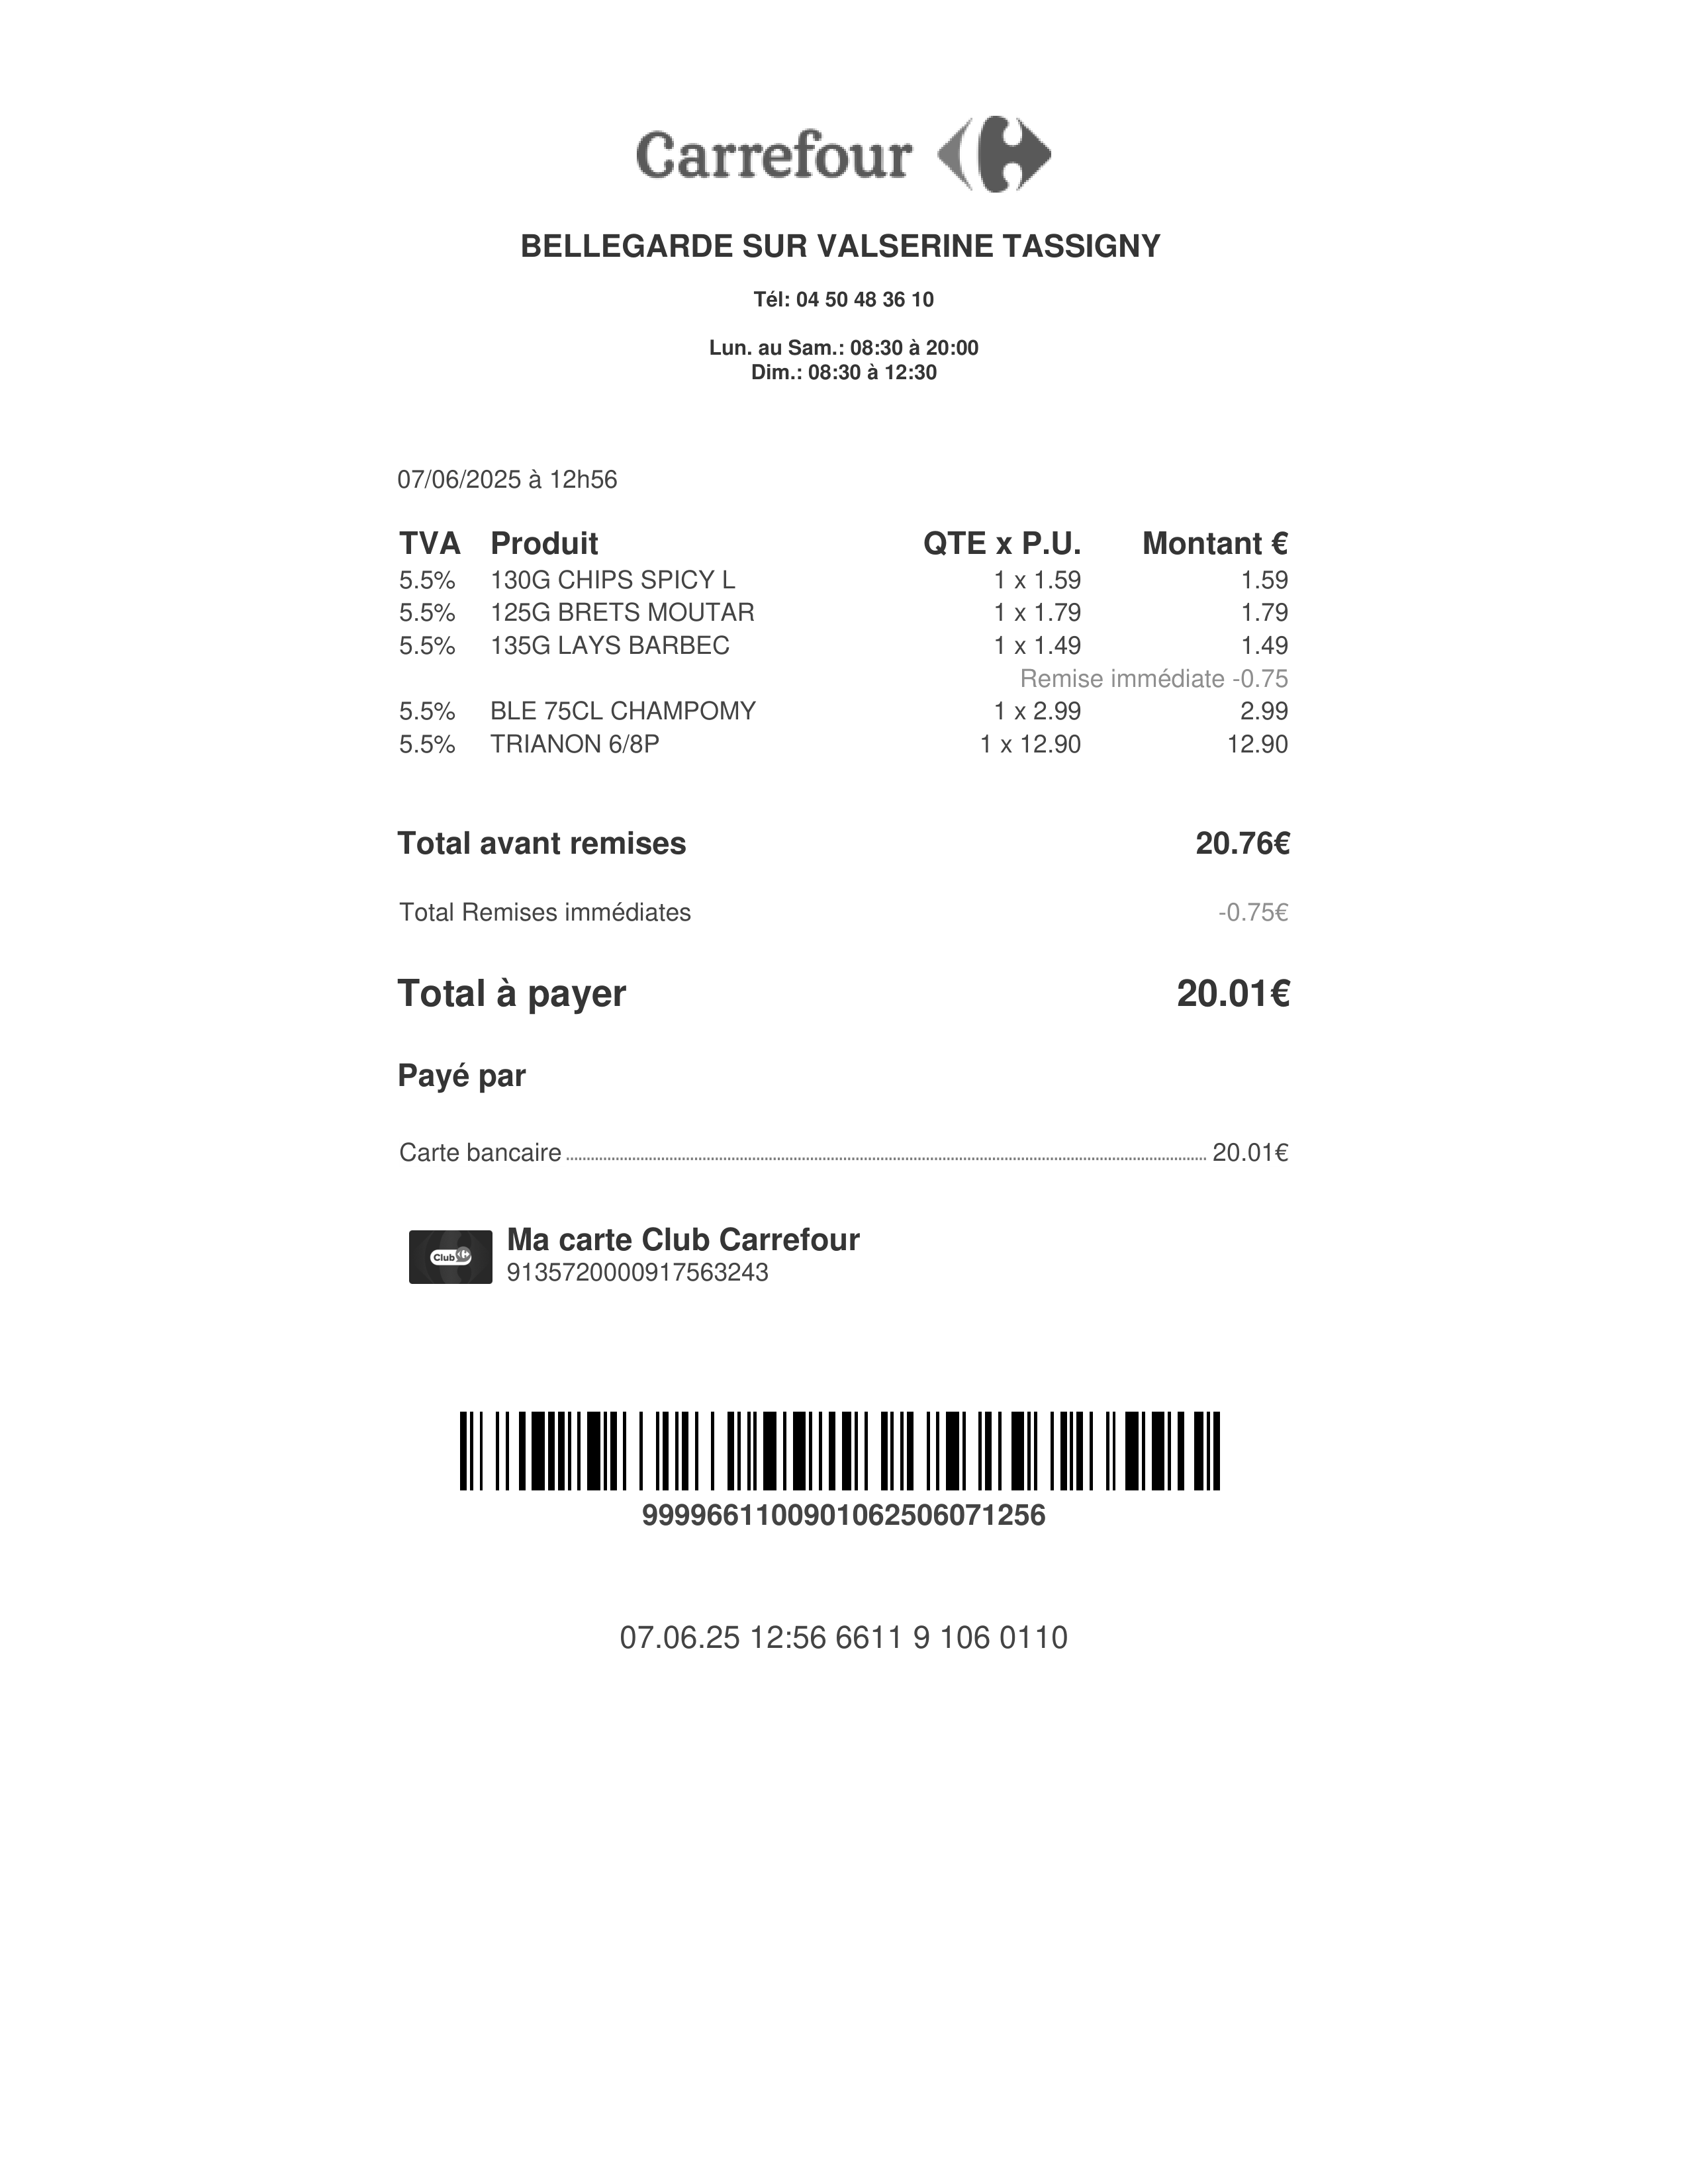 Carrefour
BELLEGARDE SUR VALSERINE TASSIGNY
Tél: 04 50 48 36 10
Lun. au Sam.: 08:30 à 20:00
Dim.: 08:30 à 12:30
07/06/2025 à 12h56
TVA Produit QTE x P.U. Montant €
5.5% 130G CHIPS SPICY L 1 x 1.59 1.59
5.5% 125G BRETS MOUTAR 1 x 1.79 1.79
5.5% 135G LAYS BARBEC 1 x 1.49 1.49
Remise immédiate -0.75
5.5% BLE 75CL CHAMPOMY 1 x 2.99 2.99
5.5% TRIANON 6/8P 1 x 12.90 12.90
Total avant remises 20.76€
Total Remises immédiates -0.75€
Total à payer 20.01€
Payé par
Carte bancaire 20.01€
Club
Ma carte Club Carrefour
9135720000917563243
9999661100901062506071256
07.06.25 12:56 6611 9 106 0110